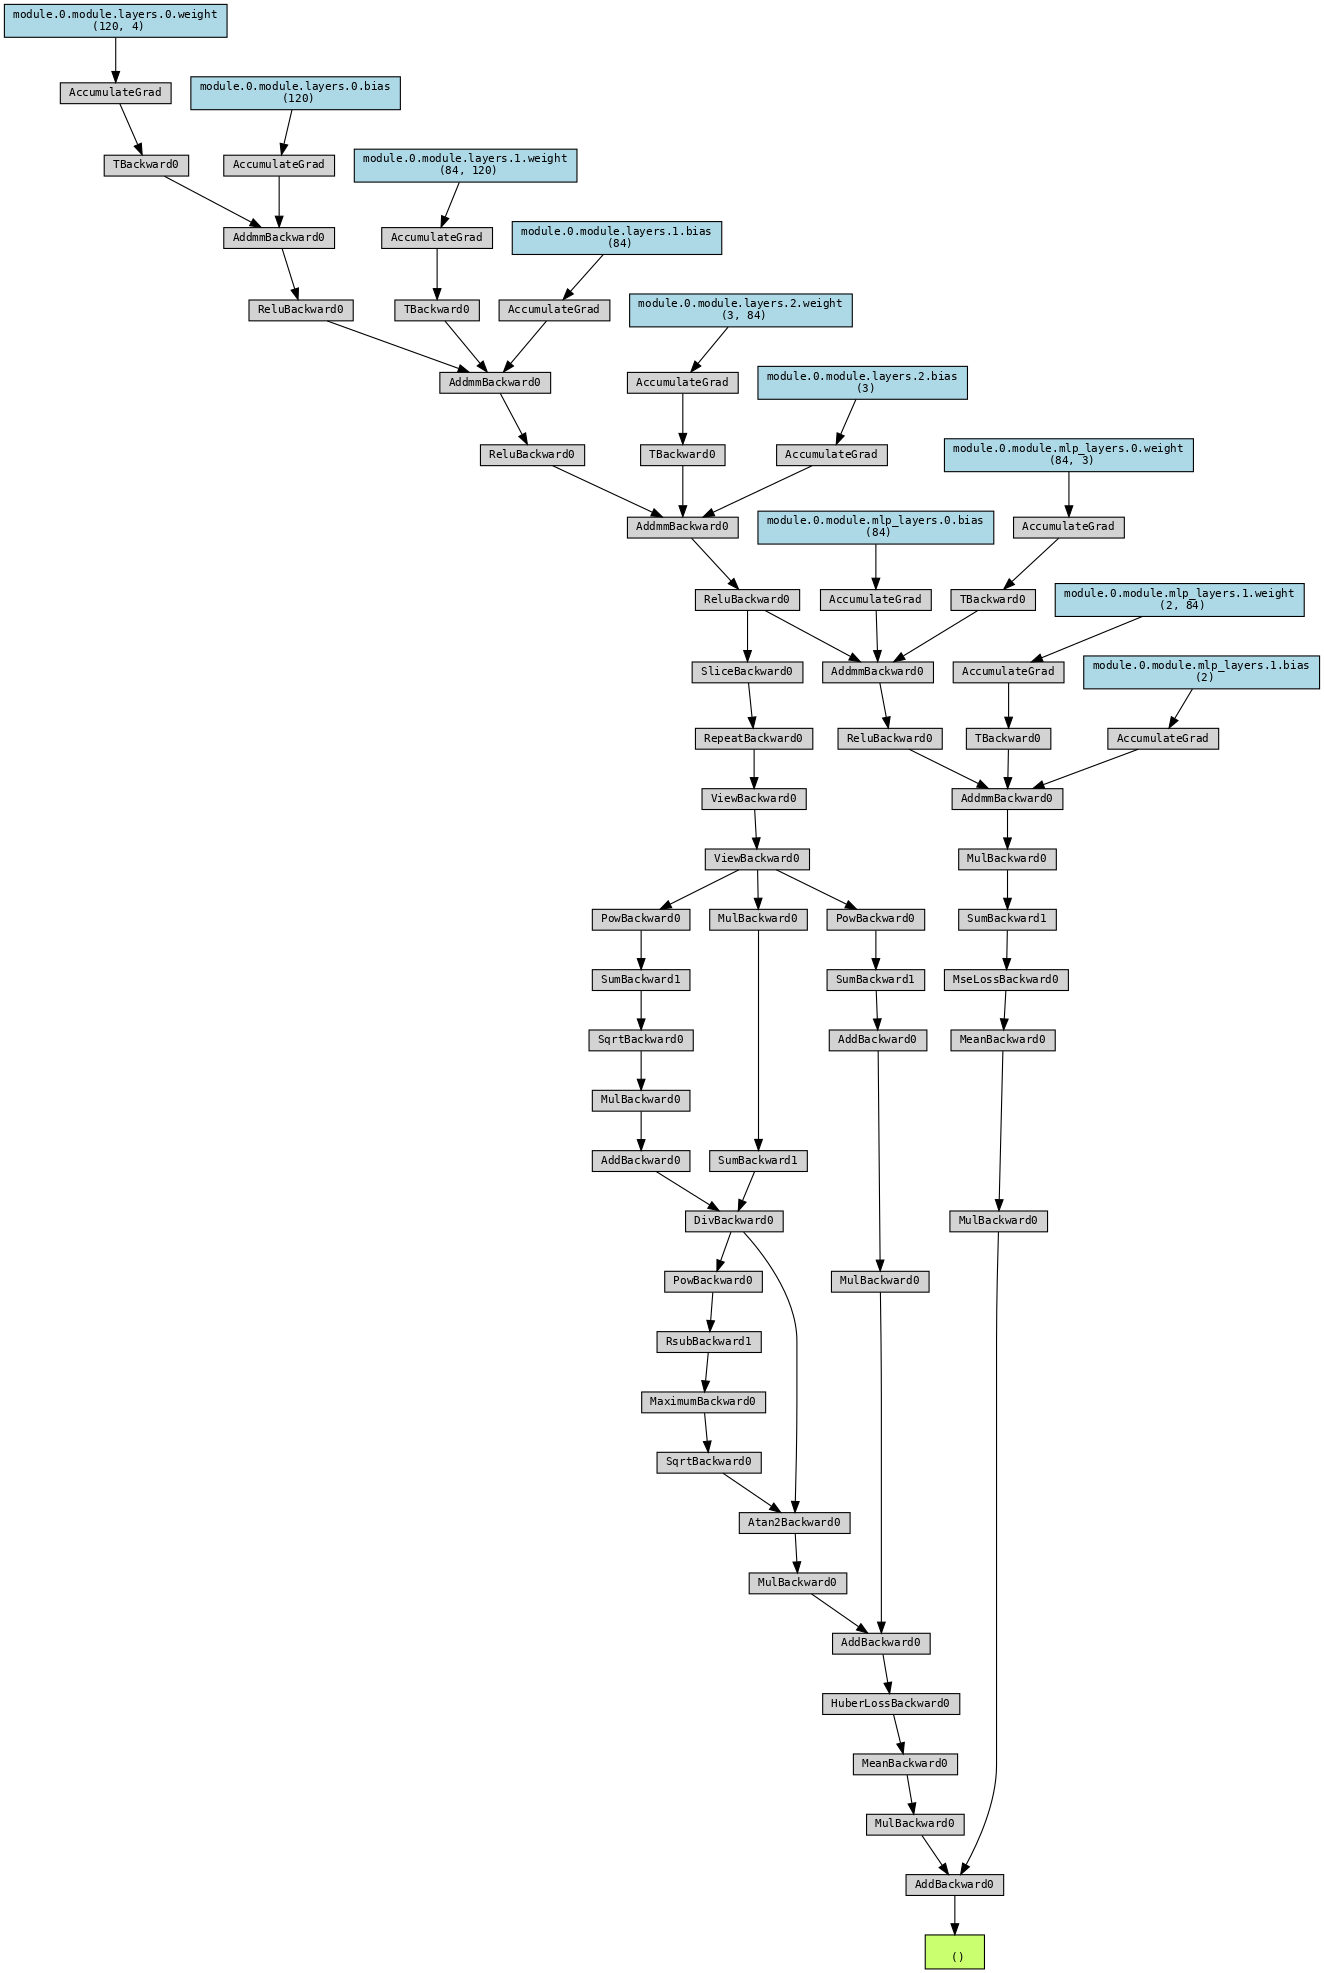 module.0.module.layers.0.weight
(120, 4)
AccumulateGrad
module.0.module.layers.0.bias
(120)
TBackward0
AccumulateGrad
module.0.module.layers.1.weight
(84, 120)
AddmmBackward0
AccumulateGrad
module.0.module.layers.1.bias
(84)
ReluBackward0
TBackward0
AccumulateGrad
module.0.module.layers.2.weight
(3, 84)
AddmmBackward0
AccumulateGrad
module.0.module.layers.2.bias
(3)
ReluBackward0
TBackward0
AccumulateGrad
module.0.module.mlp_layers.0.weight
(84, 3)
AddmmBackward0
module.0.module.mlp_layers.0.bias
(84)
AccumulateGrad
ReluBackward0
AccumulateGrad
TBackward0
module.0.module.mlp_layers.1.weight
(2, 84)
SliceBackward0
AddmmBackward0
AccumulateGrad
module.0.module.mlp_layers.1.bias
(2)
RepeatBackward0
ReluBackward0
TBackward0
AccumulateGrad
ViewBackward0
AddmmBackward0
ViewBackward0
MulBackward0
PowBackward0
MulBackward0
PowBackward0
SumBackward1
SumBackward1
SumBackward1
MseLossBackward0
SqrtBackward0
AddBackward0
MeanBackward0
MulBackward0
AddBackward0
SumBackward1
DivBackward0
MulBackward0
PowBackward0
MulBackward0
RsubBackward1
MaximumBackward0
SqrtBackward0
Atan2Backward0
MulBackward0
AddBackward0
HuberLossBackward0
MeanBackward0
MulBackward0
AddBackward0
()